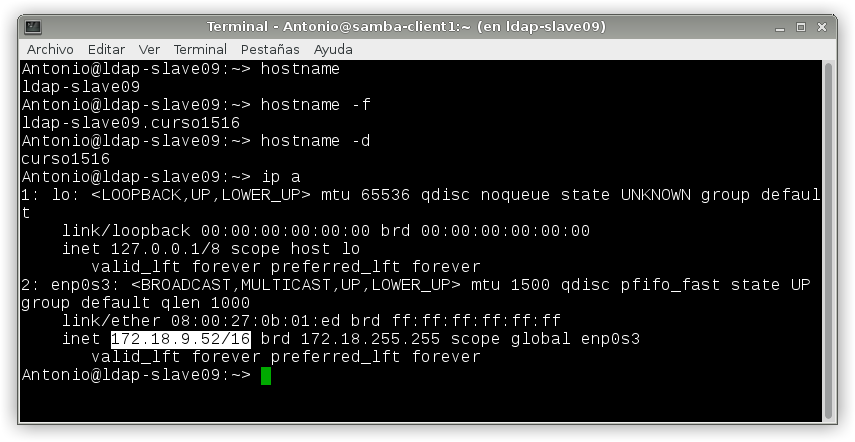 Terminal - Antonio@samba-client1:~ (en ldap-slave09)
Archivo Editar Ver Terminal Pestañas Ayuda
Antonio@ldap-slave09:~> hostname
ldap-slave09
Antonio@ldap-slave09:~> hostname -f
ldap-slave09.curso1516
Antonio@ldap-slave09:~> hostname -d
curso1516
Antonio@ldap-slave09:~> ip a
1: lo: <LOOPBACK,UP,LOWER_UP> mtu 65536 qdisc noqueue state UNKNOWN group defaul
t
    link/loopback 00:00:00:00:00:00 brd 00:00:00:00:00:00
    inet 127.0.0.1/8 scope host lo
       valid_lft forever preferred_lft forever
2: enp0s3: <BROADCAST,MULTICAST,UP,LOWER_UP> mtu 1500 qdisc pfifo_fast state UP
group default qlen 1000
    link/ether 08:00:27:0b:01:ed brd ff:ff:ff:ff:ff:ff
    inet 172.18.9.52/16 brd 172.18.255.255 scope global enp0s3
       valid_lft forever preferred_lft forever
Antonio@ldap-slave09:~>